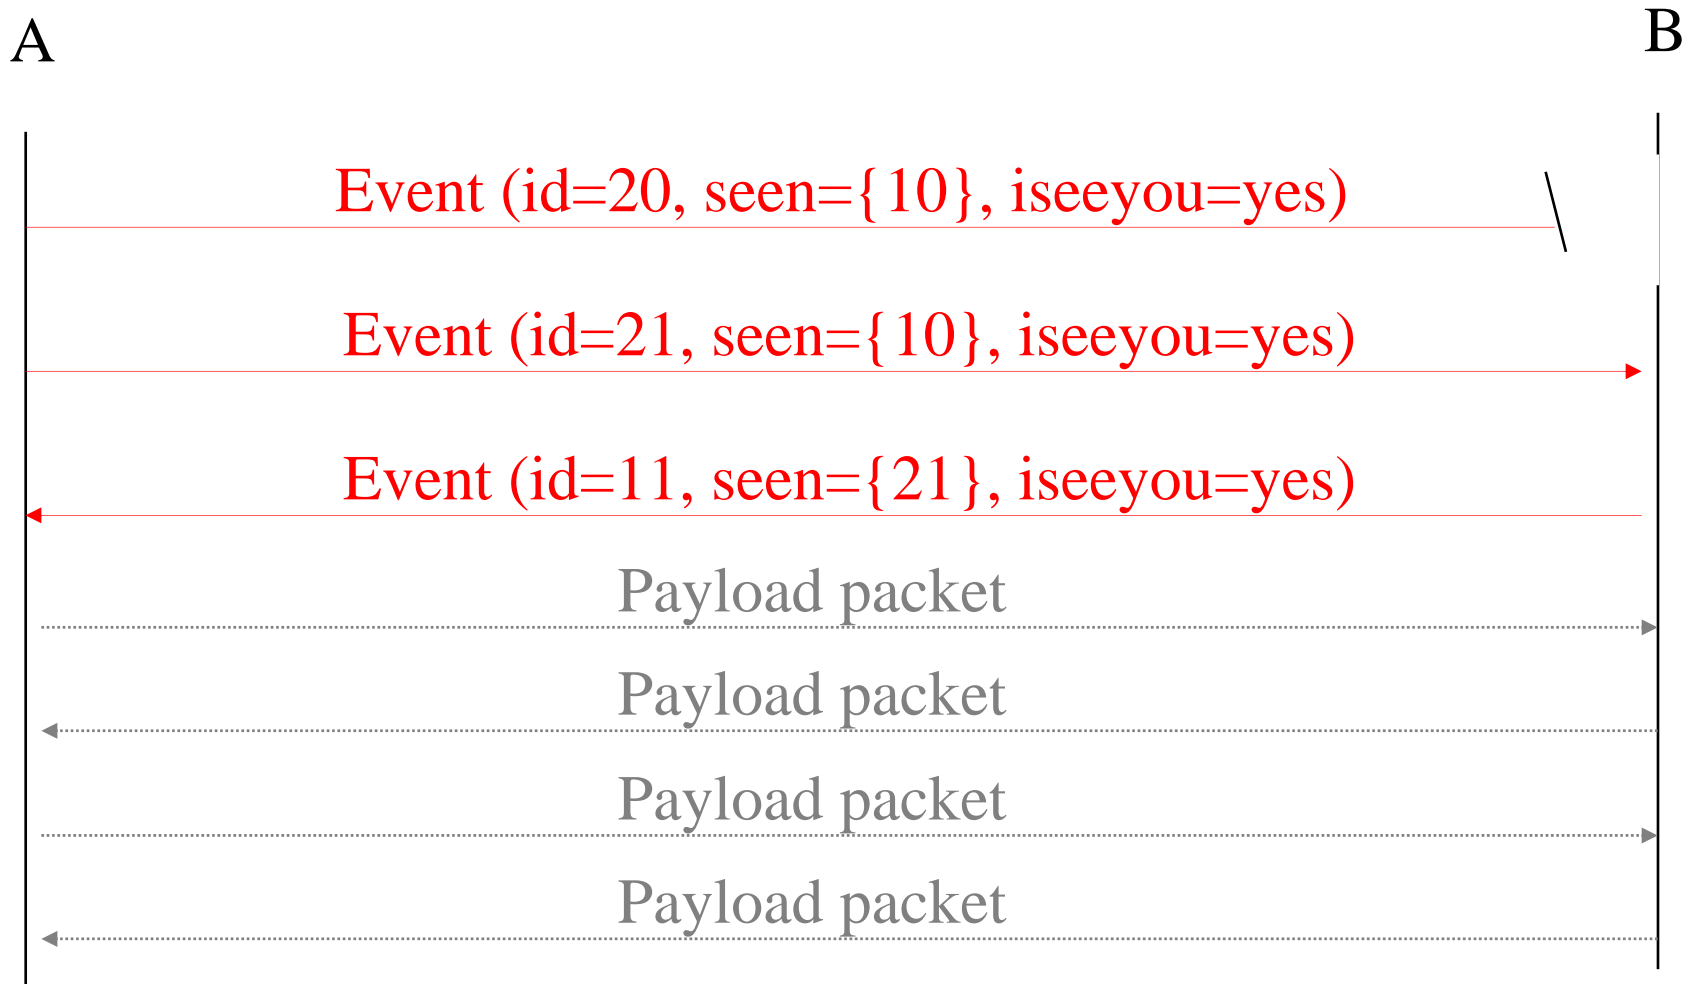 A
B
Event (id=20, seen={10}, iseeyou=yes)
Event (id=21, seen={10}, iseeyou=yes)
Event (id=11, seen={21}, iseeyou=yes)
Payload packet
Payload packet
Payload packet
Payload packet